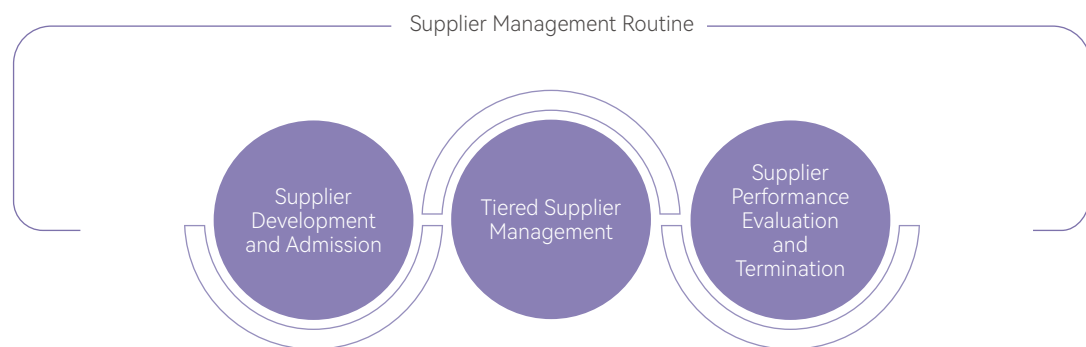 Supplier Management Routine
Supplier
Development
and Admission
Tiered Supplier
Management
Supplier
Performance
Evaluation
and
Termination